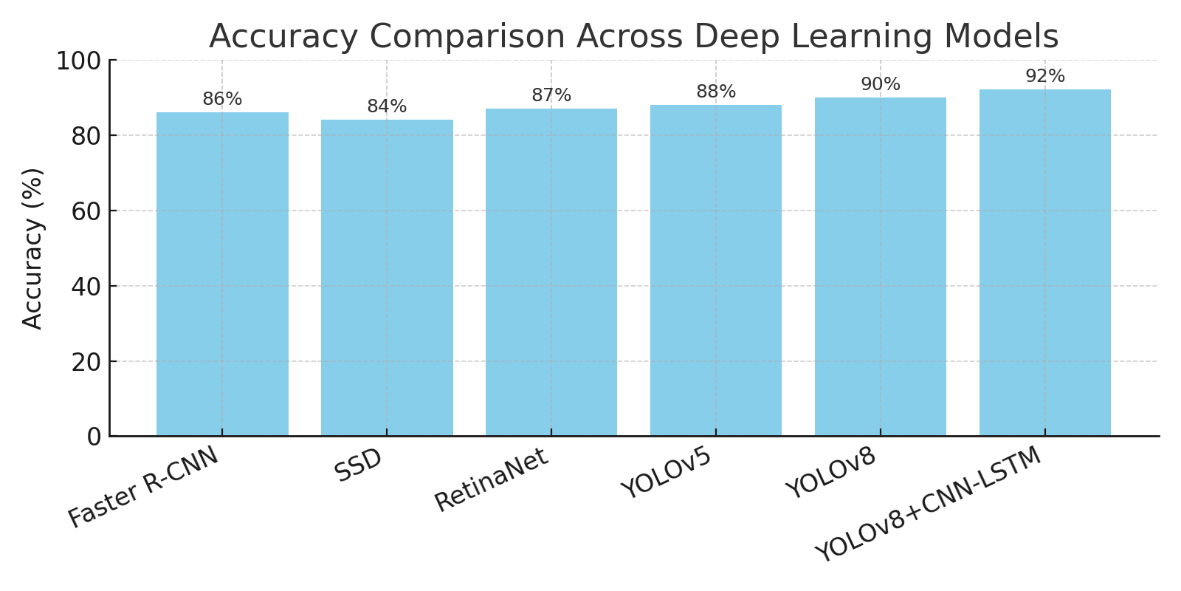 Accuracy Comparison Across Deep Learning Models
Accuracy (%)
100
80
60
40
20
0
86%
84%
87%
88%
90%
92%
Faster R-CNN
SSD
RetinaNet
YOLOv5
YOLOv8
YOLOv8+CNN-LSTM